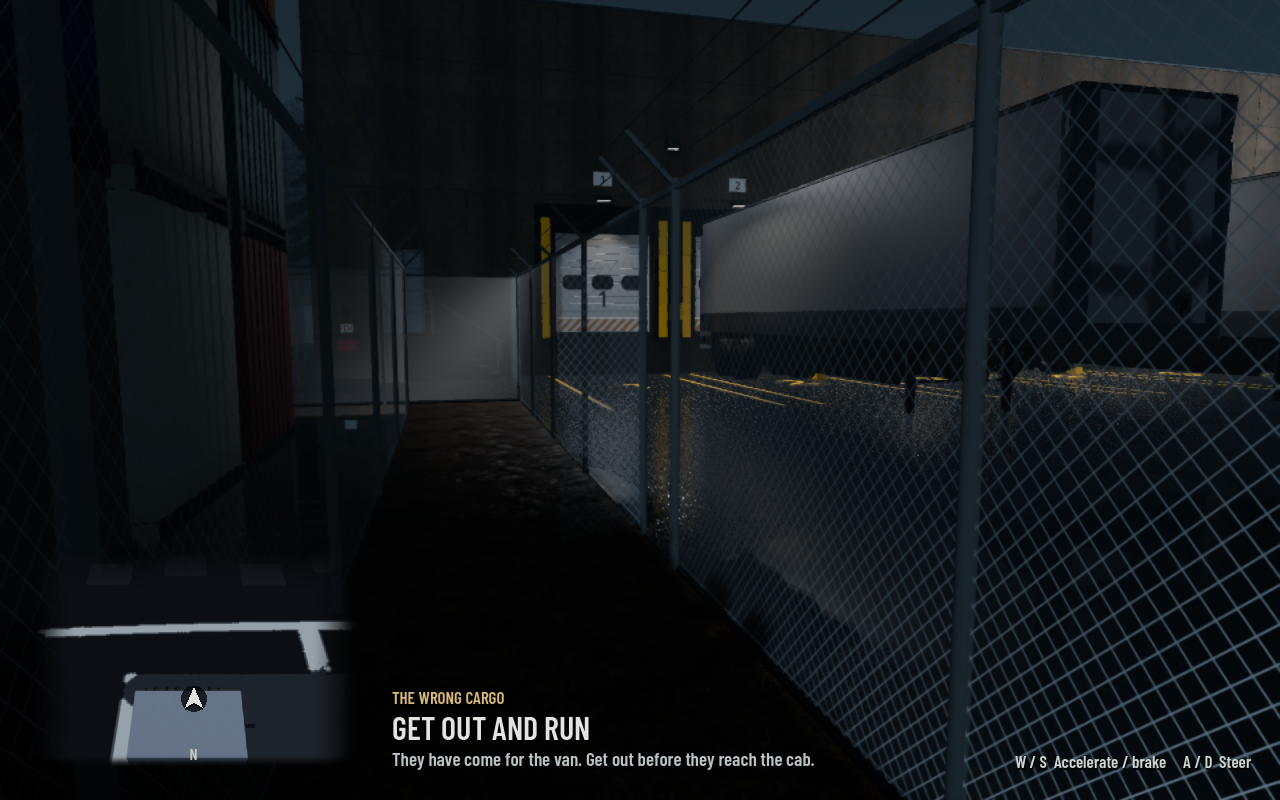 1
2
1
THE WRONG CARGO
GET OUT AND RUN
They have come for the van. Get out before they reach the cab.
N
W / S Accelerate / brake A / D Steer